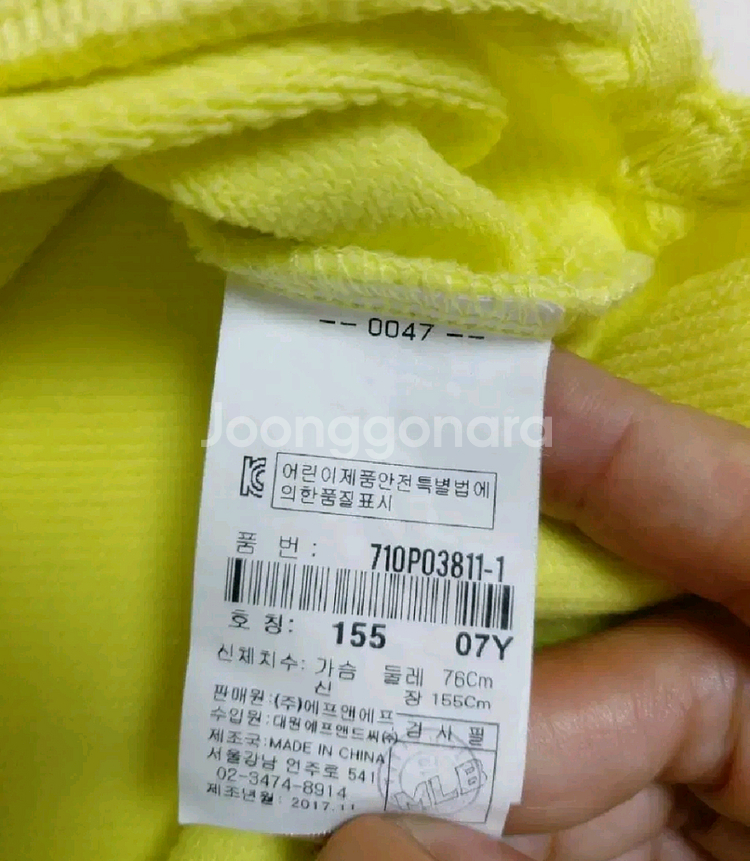 -- 0047 --
Joonggonara
어린이제품안전특별법에
의한품질표시
품 번 : 710P03811-1
호 칭: 155 07Y
신체치수: 가슴 둘레 76Cm
신 장 155Cm
판매원:(주)에프앤에프
수입원:대원에프앤드씨㈜
제조국:MADE IN CHINA
서울강남 언주로 541
02-3474-8914
제조년월: 2017.11
검 사 필
MLB